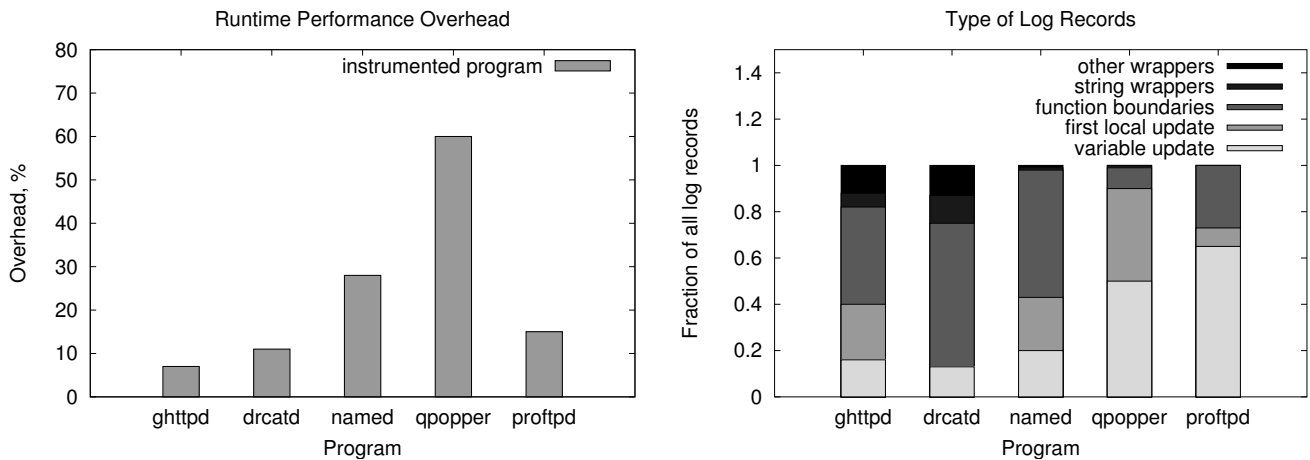 Runtime Performance Overhead
80
70
60
50
40
30
20
10
0
Overhead, %
instrumented program
ghttpd drcatd named qpopper proftpd
Program
Type of Log Records
1.4
1.2
1
0.8
0.6
0.4
0.2
0
Fraction of all log records
other wrappers
string wrappers
function boundaries
first local update
variable update
ghttpd drcatd named qpopper proftpd
Program